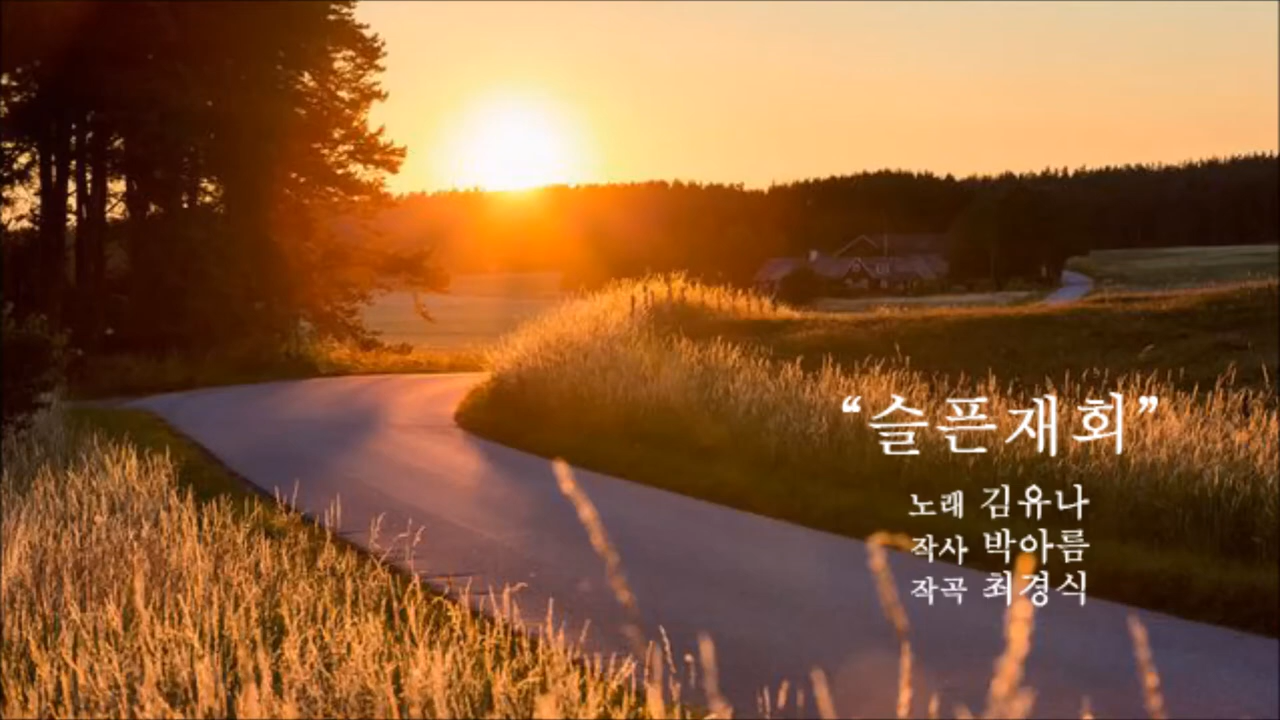 “슬픈재회”
노래 김유나
작사 박아름
작곡 최경식